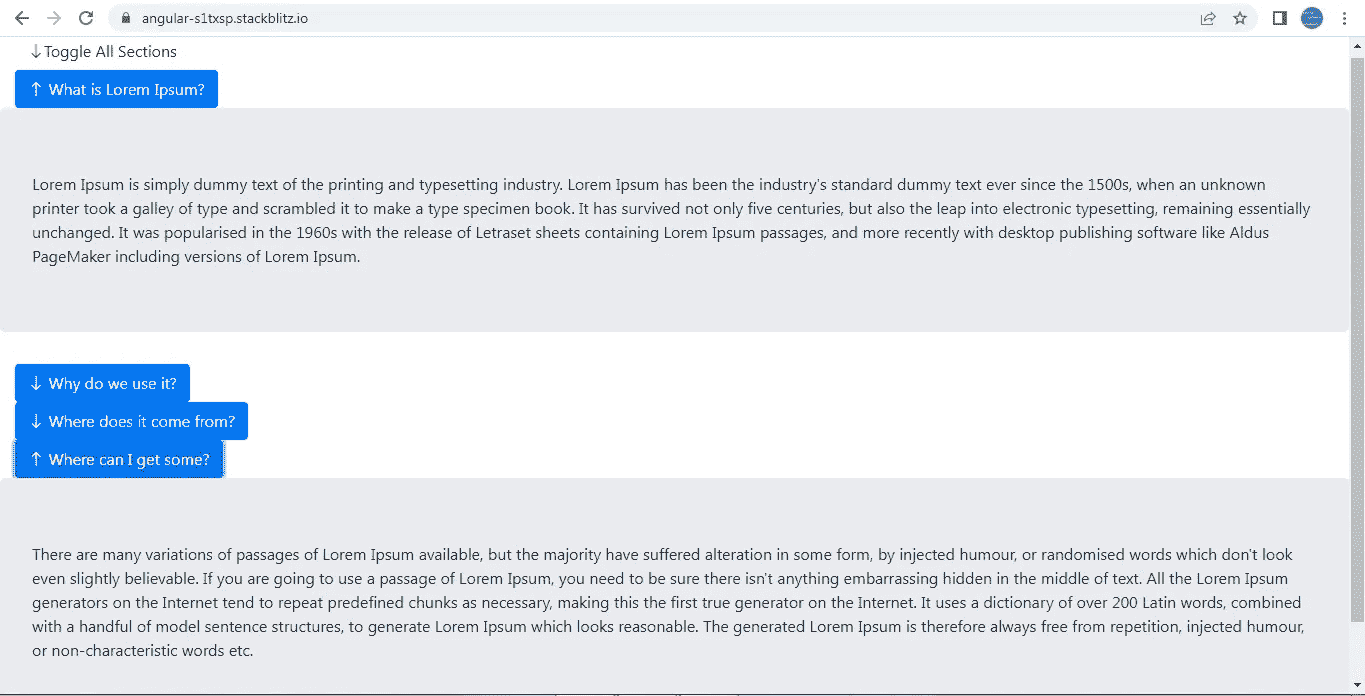 angular-s1txsp.stackblitz.io
↓Toggle All Sections
↑ What is Lorem Ipsum?
Lorem Ipsum is simply dummy text of the printing and typesetting industry. Lorem Ipsum has been the industry's standard dummy text ever since the 1500s, when an unknown
printer took a galley of type and scrambled it to make a type specimen book. It has survived not only five centuries, but also the leap into electronic typesetting, remaining essentially
unchanged. It was popularised in the 1960s with the release of Letraset sheets containing Lorem Ipsum passages, and more recently with desktop publishing software like Aldus
PageMaker including versions of Lorem Ipsum.
↓ Why do we use it?
↓ Where does it come from?
↑ Where can I get some?
There are many variations of passages of Lorem Ipsum available, but the majority have suffered alteration in some form, by injected humour, or randomised words which don't look
even slightly believable. If you are going to use a passage of Lorem Ipsum, you need to be sure there isn't anything embarrassing hidden in the middle of text. All the Lorem Ipsum
generators on the Internet tend to repeat predefined chunks as necessary, making this the first true generator on the Internet. It uses a dictionary of over 200 Latin words, combined
with a handful of model sentence structures, to generate Lorem Ipsum which looks reasonable. The generated Lorem Ipsum is therefore always free from repetition, injected humour,
or non-characteristic words etc.